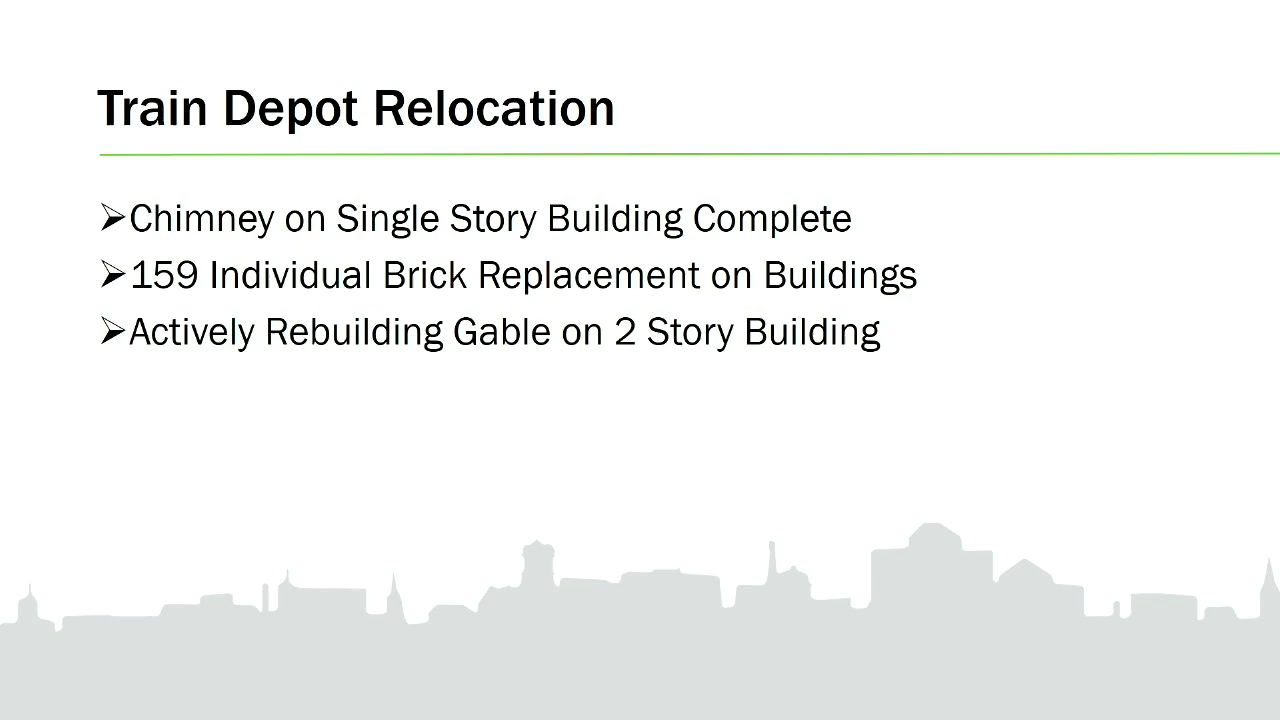 Train Depot Relocation
➢Chimney on Single Story Building Complete
➢159 Individual Brick Replacement on Buildings
➢Actively Rebuilding Gable on 2 Story Building